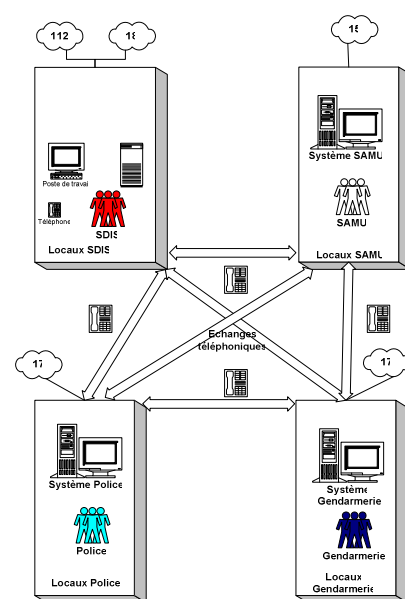 112
18
15
Poste de travai
Système SAMU
Téléphone
SDIS
SAMU
Locaux SDIS
Locaux SAMU
Echanges
téléphoniques
17
17
Système Police
Système
Gendarmerie
Police
Gendarmerie
Locaux Police
Locaux
Gendarmerie